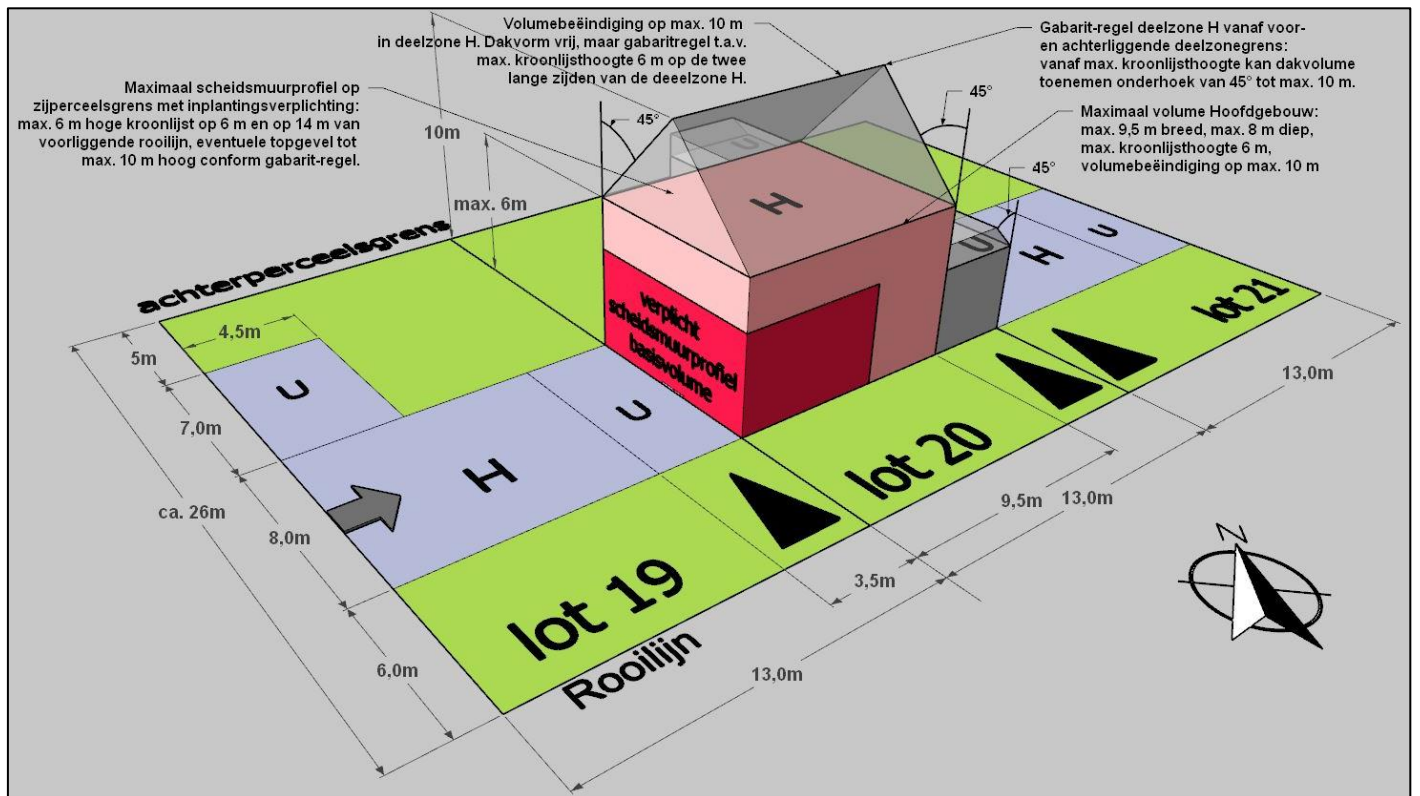 Volumebeëindiging op max. 10 m
in deelzone H. Dakvorm vrij, maar gabaritregel t.a.v.
max. kroonlijsthoogte 6 m op de twee
lange zijden van de deeelzone H.
Gabarit-regel deelzone H vanaf voor-
en achterliggende deelzonegrens:
vanaf max. kroonlijsthoogte kan dakvolume
toenemen onderhoek van 45° tot max. 10 m.
Maximaal scheidsmuurprofiel op
zijperceelsgrens met inplantingsverplichting:
max. 6 m hoge kroonlijst op 6 m en op 14 m van
voorliggende rooilijn, eventuele topgevel tot
max. 10 m hoog conform gabarit-regel.
Maximaal volume Hoofdgebouw:
max. 9,5 m breed, max. 8 m diep,
max. kroonlijsthoogte 6 m,
volumebeëindiging op max. 10 m
45°
45°
45°
10m
max. 6m
U
H
U
U
H
achterperceelsgrens
verplicht
scheidsmuurprofiel
basisvolume
lot 21
4,5m
5m
U
7,0m
U
H
13,0m
ca. 26m
8,0m
lot 20
9,5m
13,0m
3,5m
lot 19
6,0m
Rooilijn
13,0m
N